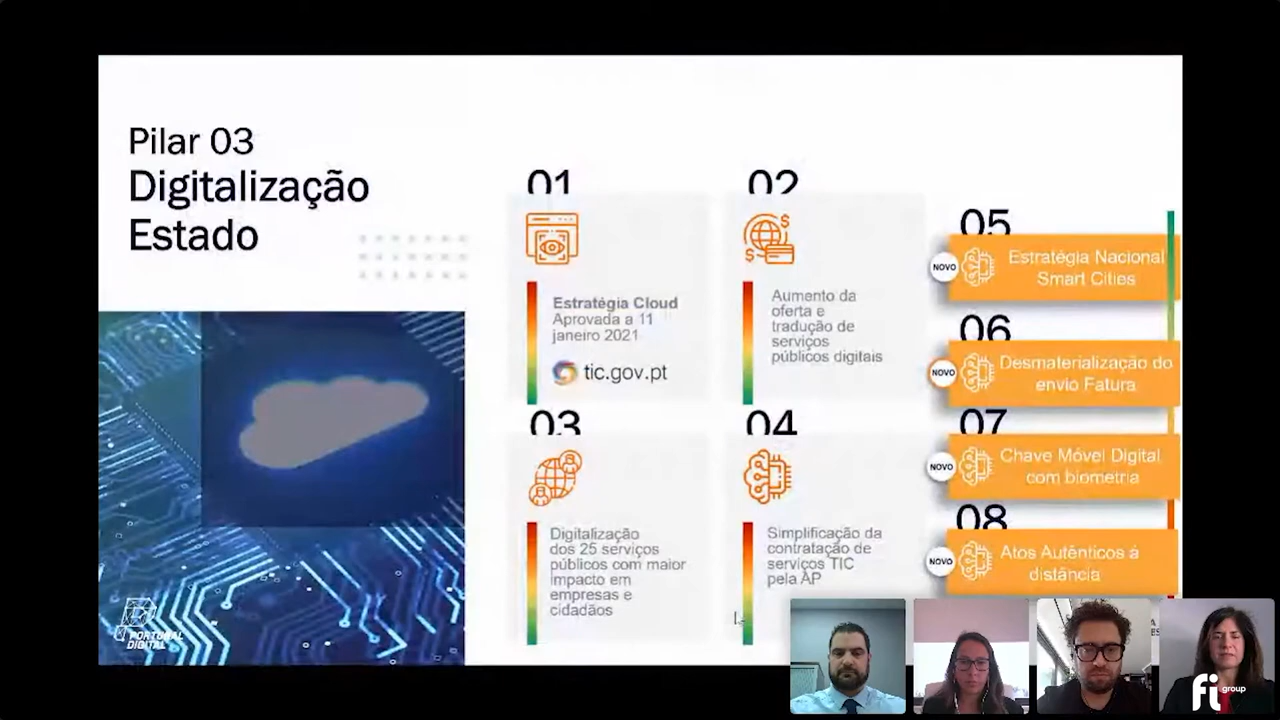 Pilar 03
Digitalização
Estado
01
Estratégia Cloud
Aprovada a 11
janeiro 2021
tic.gov.pt
02
Aumento da
oferta e
tradução de
serviços
públicos digitais
03
Digitalização
dos 25 serviços
públicos com maior
impacto em
empresas e
cidadãos
04
Simplificação da
contratação de
serviços TIC
pela AP
05
NOVO
Estratégia Nacional
Smart Cities
06
NOVO
Desmaterialização do
envio Fatura
07
NOVO
Chave Móvel Digital
com biometria
08
NOVO
Atos Autênticos à
distância
PORTUGAL
DIGITAL
fi group